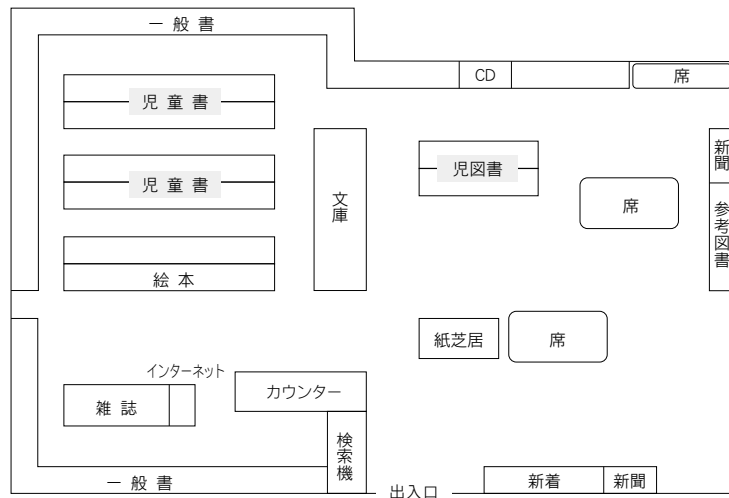 一般書
CD
席
児童書
児図書
新聞
児童書
文庫
席
参考図書
絵本
紙芝居
席
インターネット
カウンター
雑誌
検索機
一般書
出入口
新着
新聞